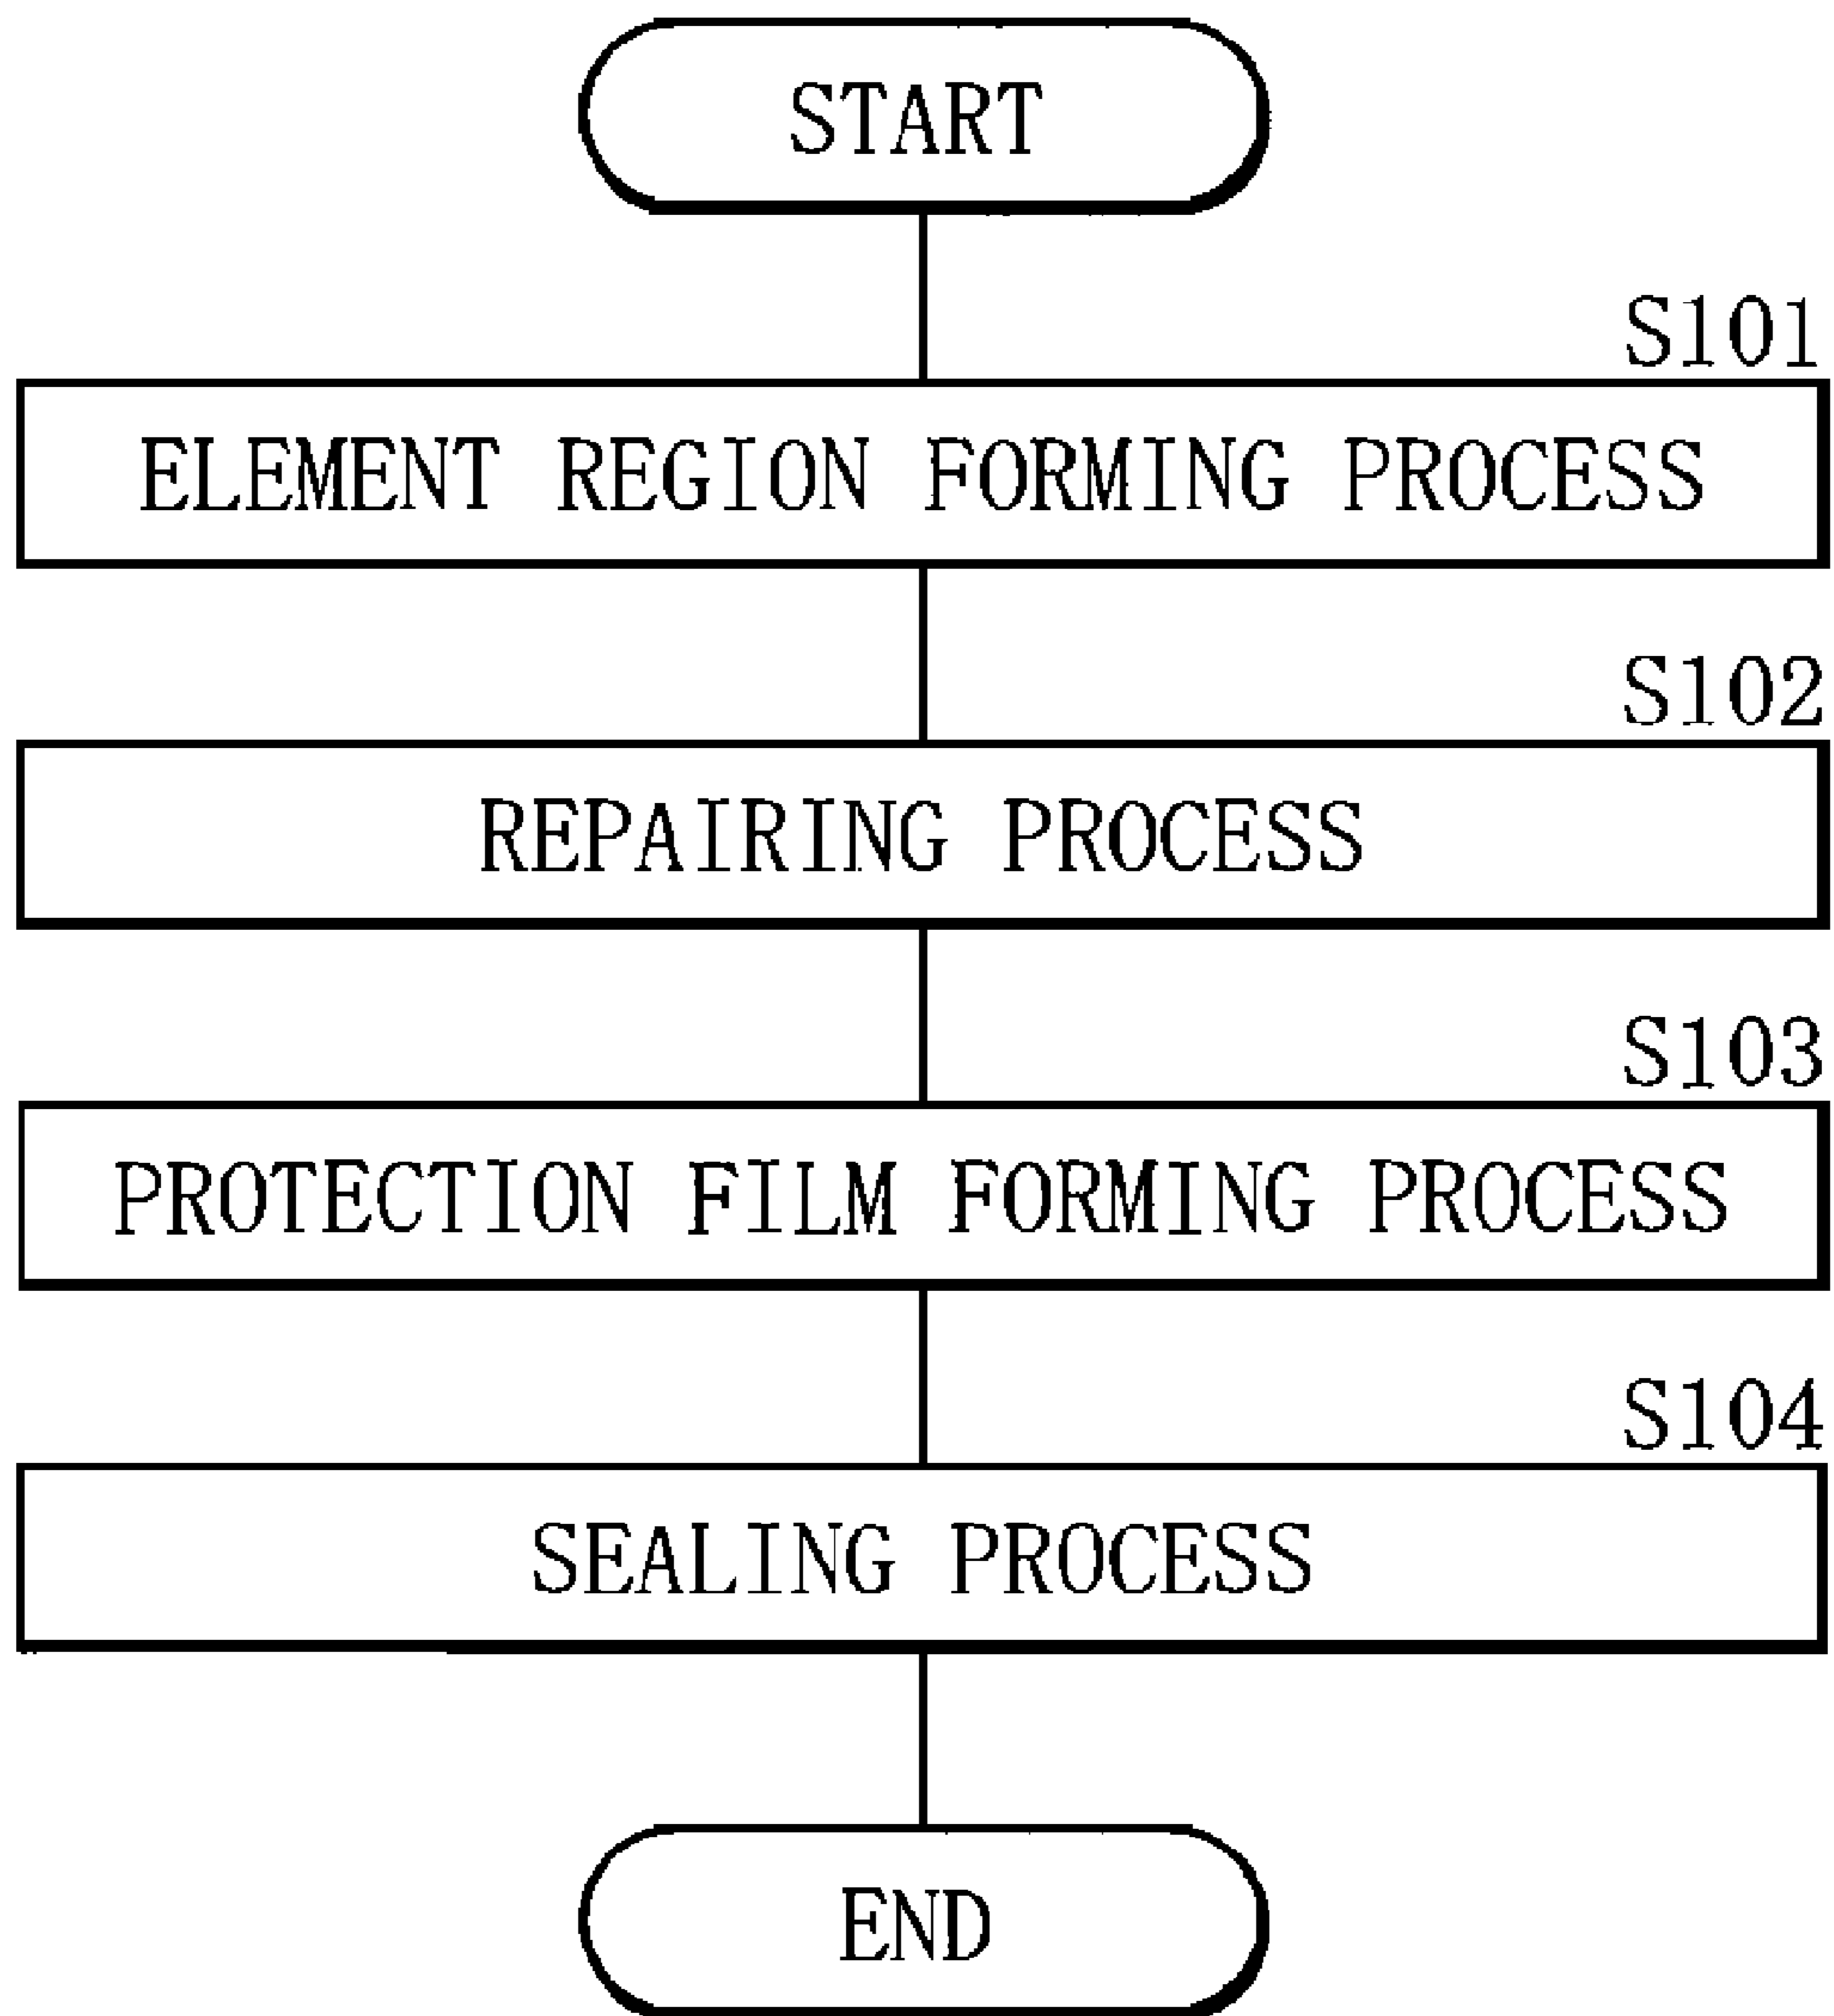 START
S101
ELEMENT REGION FORMING PROCESS
S102
REPAIRING PROCESS
S103
PROTECTION FILM FORMING PROCESS
S104
SEALING PROCESS
END